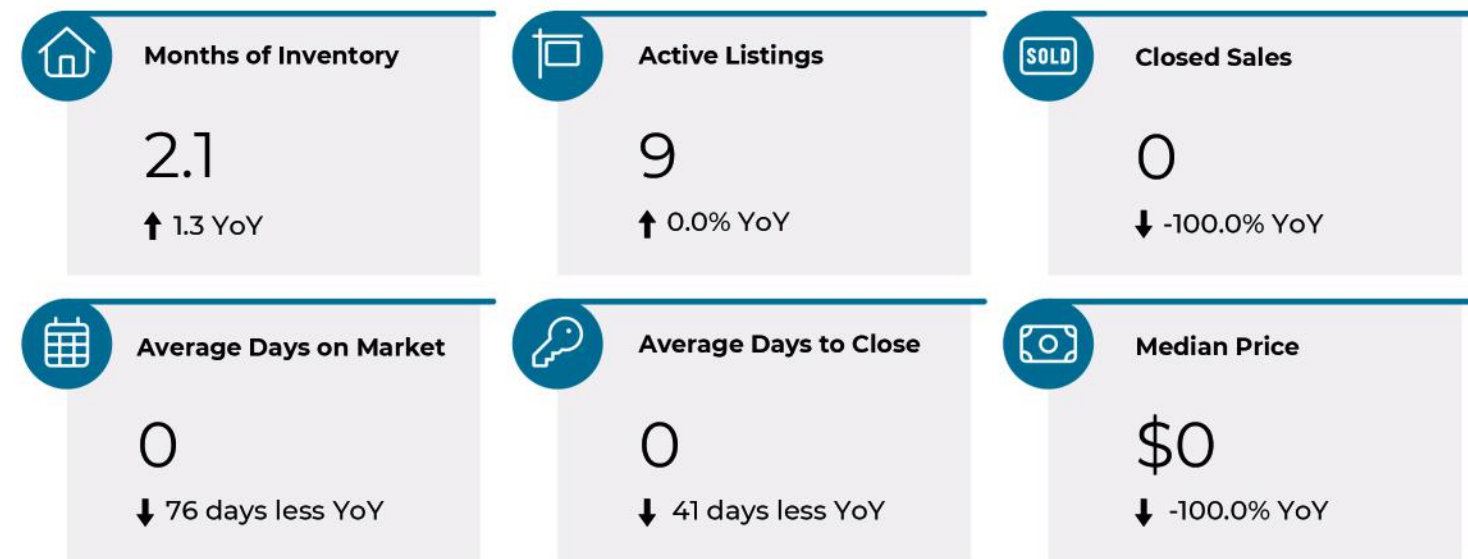 Months of Inventory
2.1
↑ 1.3 YoY
Active Listings
9
↑ 0.0% YoY
SOLD
Closed Sales
0
↓ -100.0% YoY
Average Days on Market
0
↓ 76 days less YoY
Average Days to Close
0
↓ 41 days less YoY
Median Price
$0
↓ -100.0% YoY